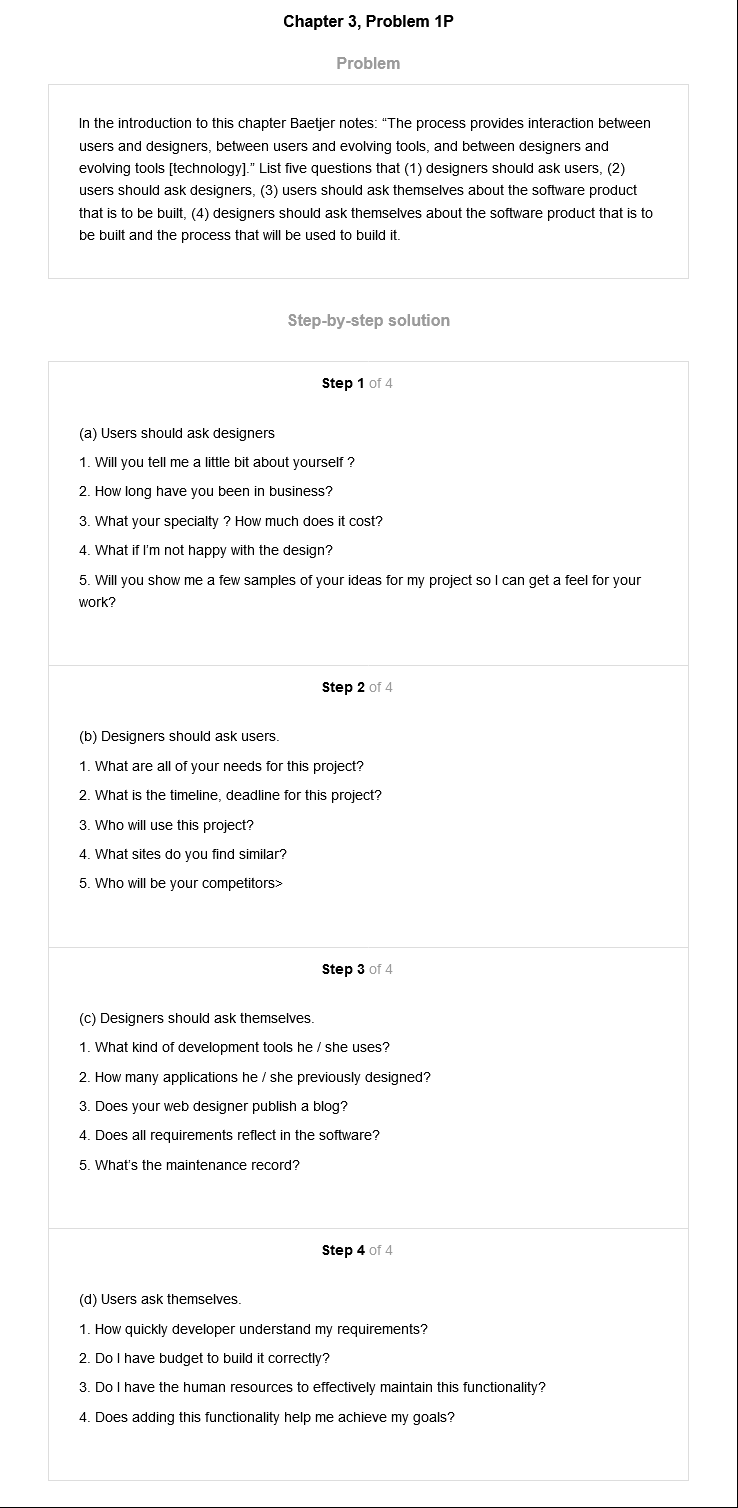 Chapter 3, Problem 1P
Problem
In the introduction to this chapter Baetjer notes: “The process provides interaction between
users and designers, between users and evolving tools, and between designers and
evolving tools [technology].” List five questions that (1) designers should ask users, (2)
users should ask designers, (3) users should ask themselves about the software product
that is to be built, (4) designers should ask themselves about the software product that is to
be built and the process that will be used to build it.
Step-by-step solution
Step 1 of 4
(a) Users should ask designers
1. Will you tell me a little bit about yourself ?
2. How long have you been in business?
3. What your specialty ? How much does it cost?
4. What if I’m not happy with the design?
5. Will you show me a few samples of your ideas for my project so I can get a feel for your
work?
Step 2 of 4
(b) Designers should ask users.
1. What are all of your needs for this project?
2. What is the timeline, deadline for this project?
3. Who will use this project?
4. What sites do you find similar?
5. Who will be your competitors>
Step 3 of 4
(c) Designers should ask themselves.
1. What kind of development tools he / she uses?
2. How many applications he / she previously designed?
3. Does your web designer publish a blog?
4. Does all requirements reflect in the software?
5. What’s the maintenance record?
Step 4 of 4
(d) Users ask themselves.
1. How quickly developer understand my requirements?
2. Do I have budget to build it correctly?
3. Do I have the human resources to effectively maintain this functionality?
4. Does adding this functionality help me achieve my goals?